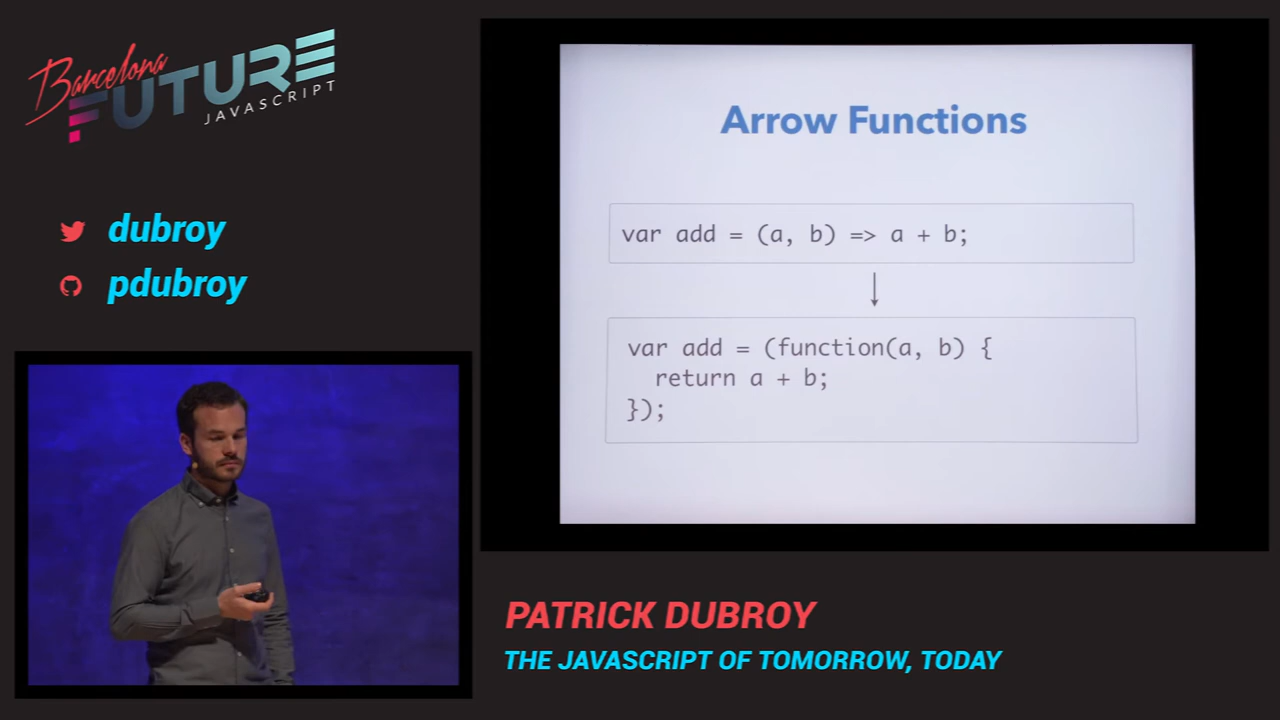 Barcelona
FUTURE
JAVASCRIPT
dubroy
pdubroy
Arrow Functions
var add = (a, b) => a + b;
var add = (function(a, b) {
  return a + b;
});
PATRICK DUBROY
THE JAVASCRIPT OF TOMORROW, TODAY